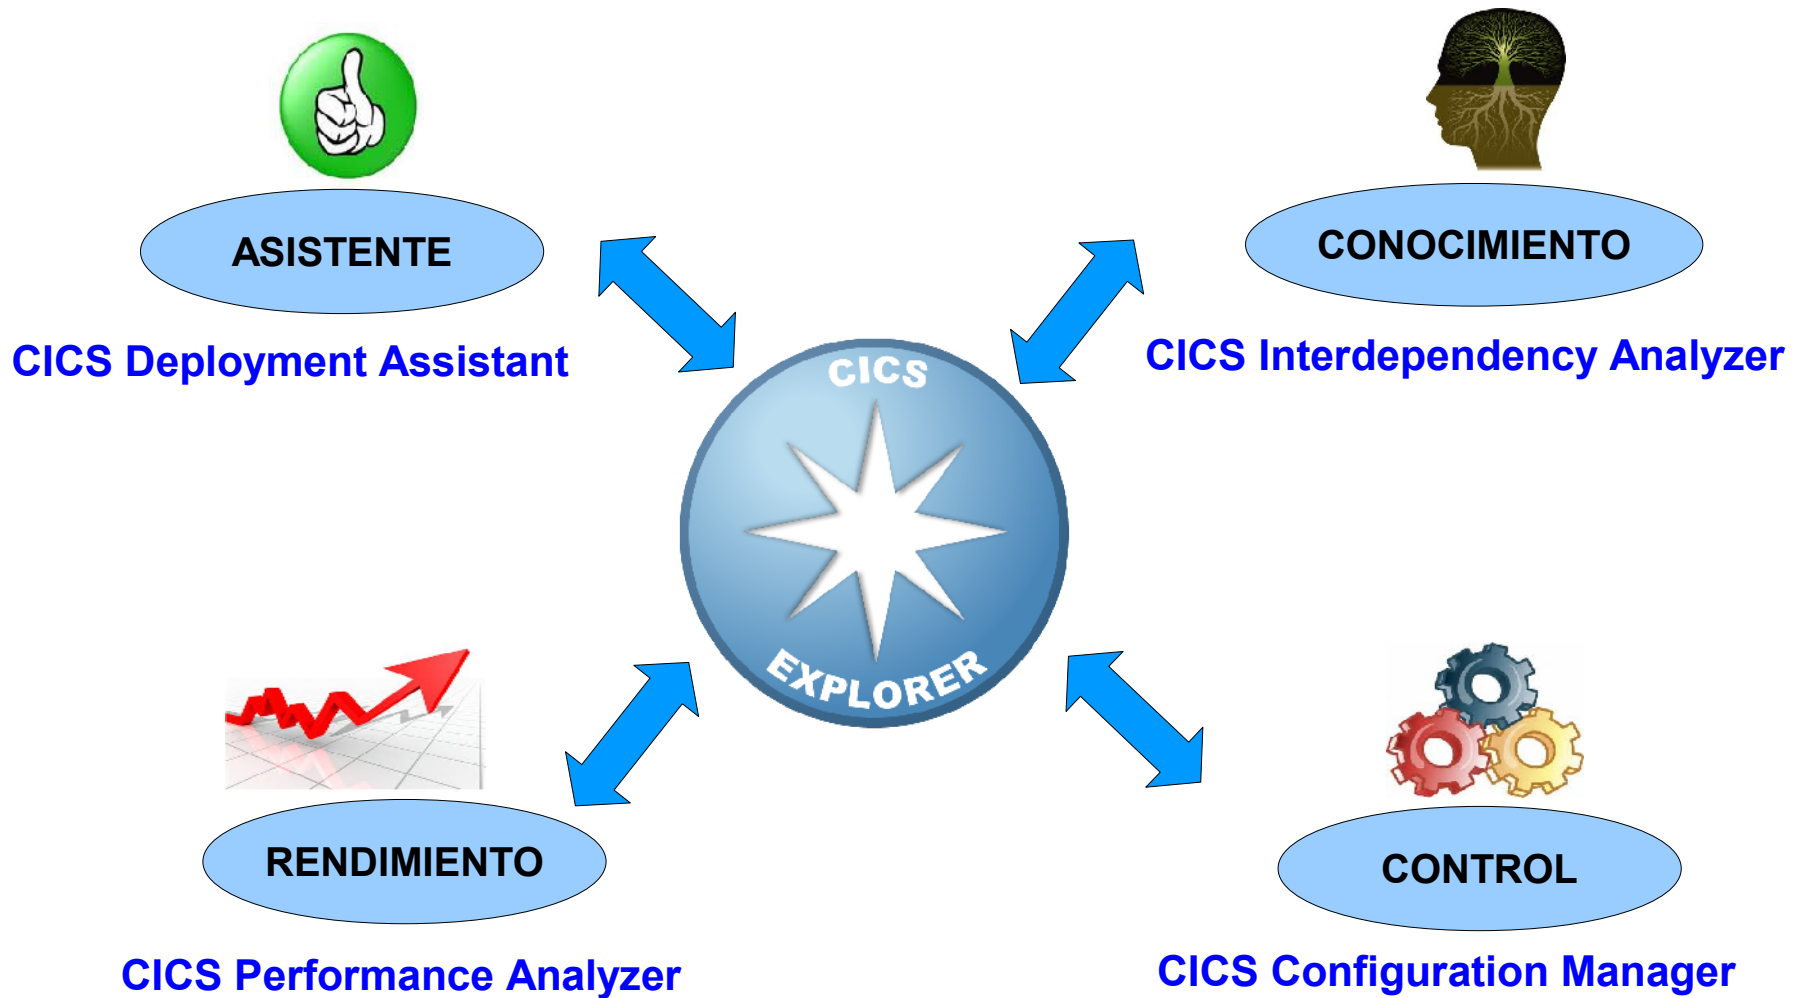 ASISTENTE
CICS Deployment Assistant
CONOCIMIENTO
CICS Interdependency Analyzer
CICS
EXPLORER
RENDIMIENTO
CICS Performance Analyzer
CONTROL
CICS Configuration Manager